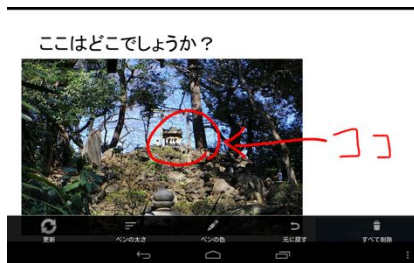 ここはどこでしょうか？
ココ
更新
ペンの太さ
ペンの色
元に戻す
すべて削除